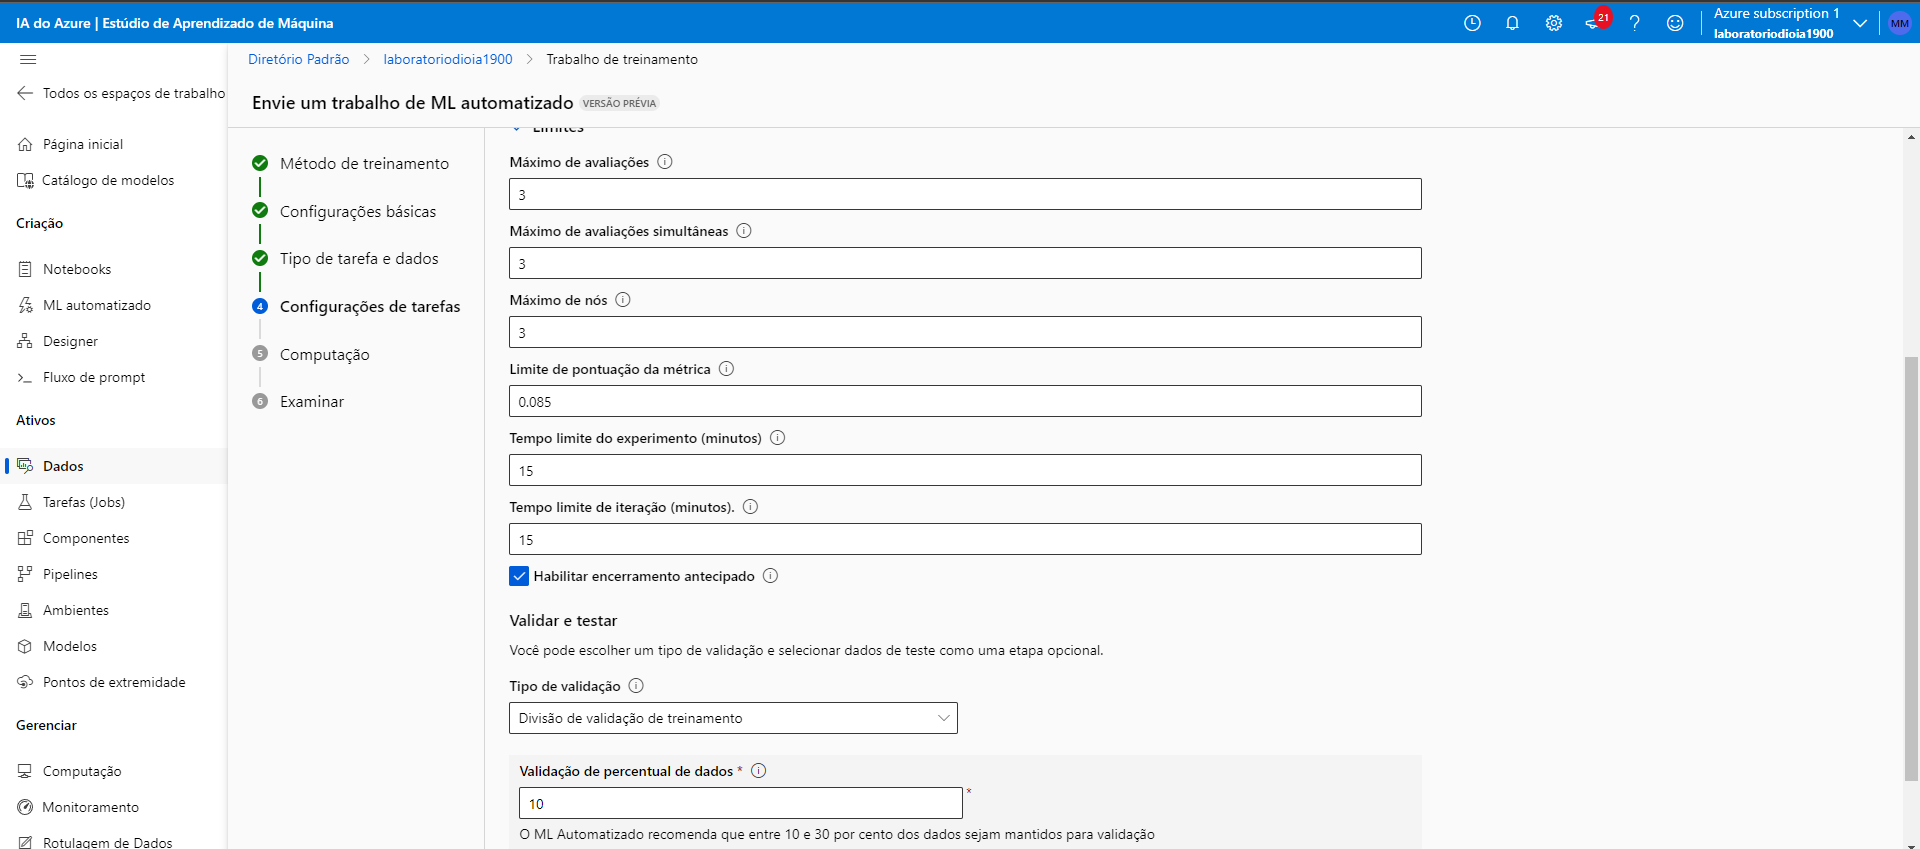 IA do Azure | Estúdio de Aprendizado de Máquina
21
Azure subscription 1
laboratoriodioia1900
MM
Todos os espaços de trabalho
Página inicial
Catálogo de modelos
Criação
Notebooks
ML automatizado
Designer
Fluxo de prompt
Ativos
Dados
Tarefas (Jobs)
Componentes
Pipelines
Ambientes
Modelos
Pontos de extremidade
Gerenciar
Computação
Monitoramento
Rotulagem de Dados
Diretório Padrão > laboratoriodioia1900 > Trabalho de treinamento
Envie um trabalho de ML automatizado VERSÃO PRÉVIA
Método de treinamento
Configurações básicas
Tipo de tarefa e dados
4 Configurações de tarefas
5 Computação
6 Examinar
Limites
Máximo de avaliações
3
Máximo de avaliações simultâneas
3
Máximo de nós
3
Limite de pontuação da métrica
0.085
Tempo limite do experimento (minutos)
15
Tempo limite de iteração (minutos).
15
Habilitar encerramento antecipado
Validar e testar
Você pode escolher um tipo de validação e selecionar dados de teste como uma etapa opcional.
Tipo de validação
Divisão de validação de treinamento
Validação de percentual de dados *
10 *
O ML Automatizado recomenda que entre 10 e 30 por cento dos dados sejam mantidos para validação